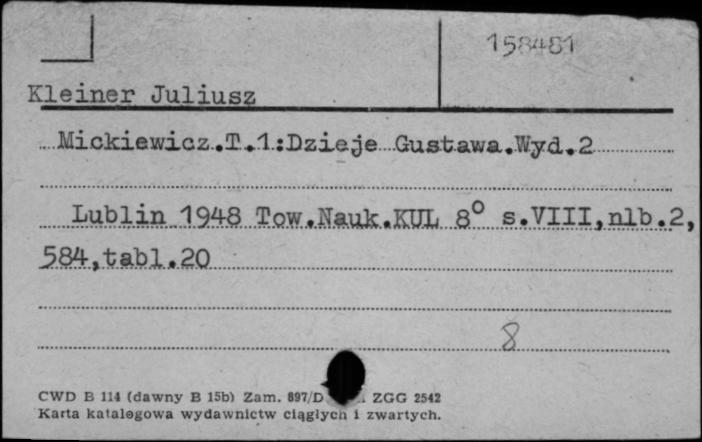 158481
Kleiner Juliusz
Mickiewicz.T.1:Dzieje Gustawa.Wyd.2
Lublin 1948 Tow.Nauk.KUL 8° s.VIII,nlb.2,
584,tabl.20
8
CWD B 114 (dawny B 15b) Zam. 897/D ZGG 2542
Karta katalogowa wydawnictw ciągłych i zwartych.